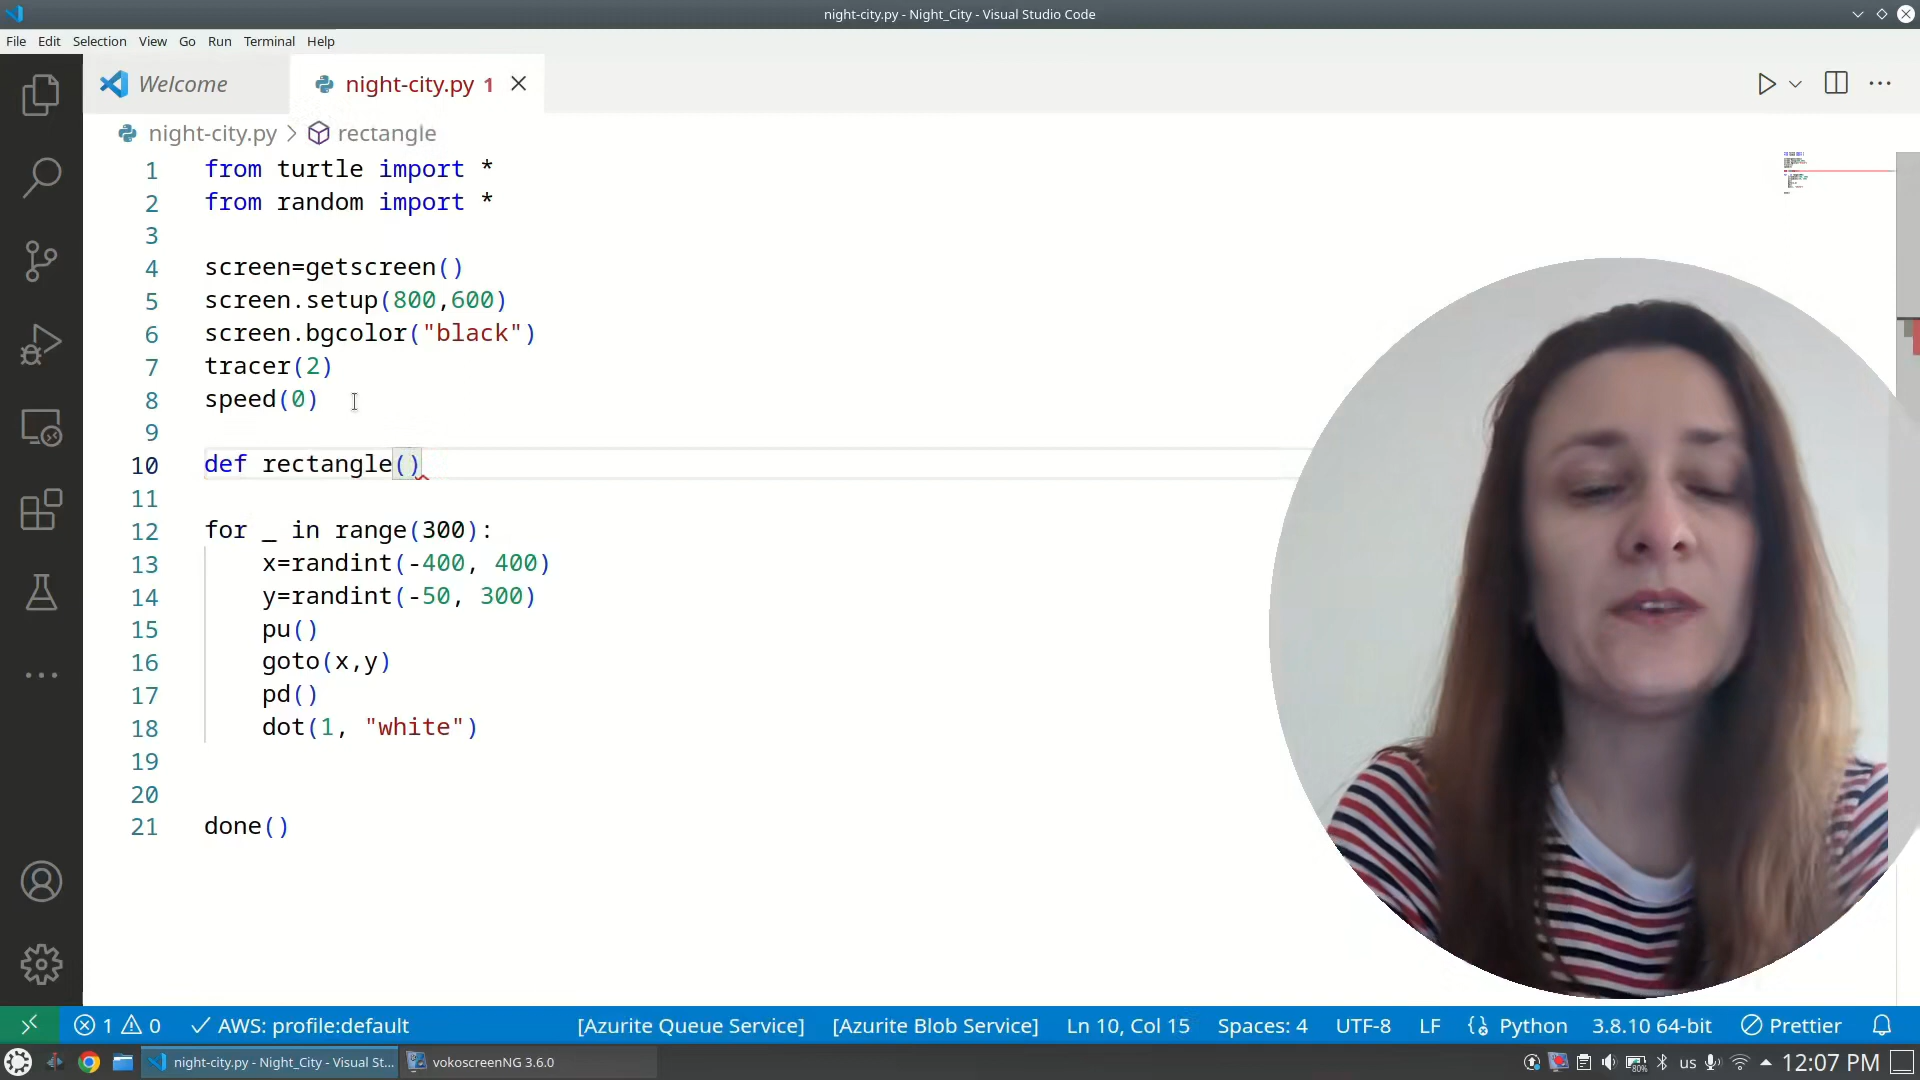 night-city.py - Night_City - Visual Studio Code
File Edit Selection View Go Run Terminal Help
Welcome night-city.py 1
night-city.py > rectangle
1 from turtle import *
2 from random import *
3
4 screen=getscreen()
5 screen.setup(800,600)
6 screen.bgcolor("black")
7 tracer(2)
8 speed(0)
9
10 def rectangle()
11
12 for _ in range(300):
13 x=randint(-400, 400)
14 y=randint(-50, 300)
15 pu()
16 goto(x,y)
17 pd()
18 dot(1, "white")
19
20
21 done()
1 0 AWS: profile:default [Azurite Queue Service] [Azurite Blob Service] Ln 10, Col 15 Spaces: 4 UTF-8 LF Python 3.8.10 64-bit Prettier
night-city.py - Night_City - Visual St... vokoscreenNG 3.6.0 80% us 12:07 PM